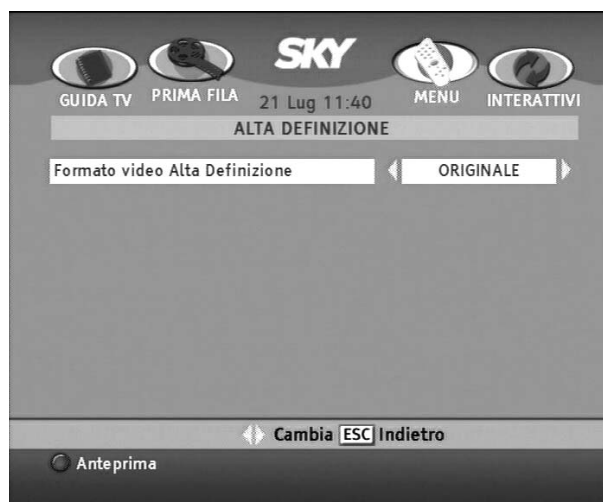 SKY
GUIDA TV
PRIMA FILA
21 Lug 11:40
MENU
INTERATTIVI
ALTA DEFINIZIONE
Formato video Alta Definizione
ORIGINALE
Cambia ESC Indietro
Anteprima